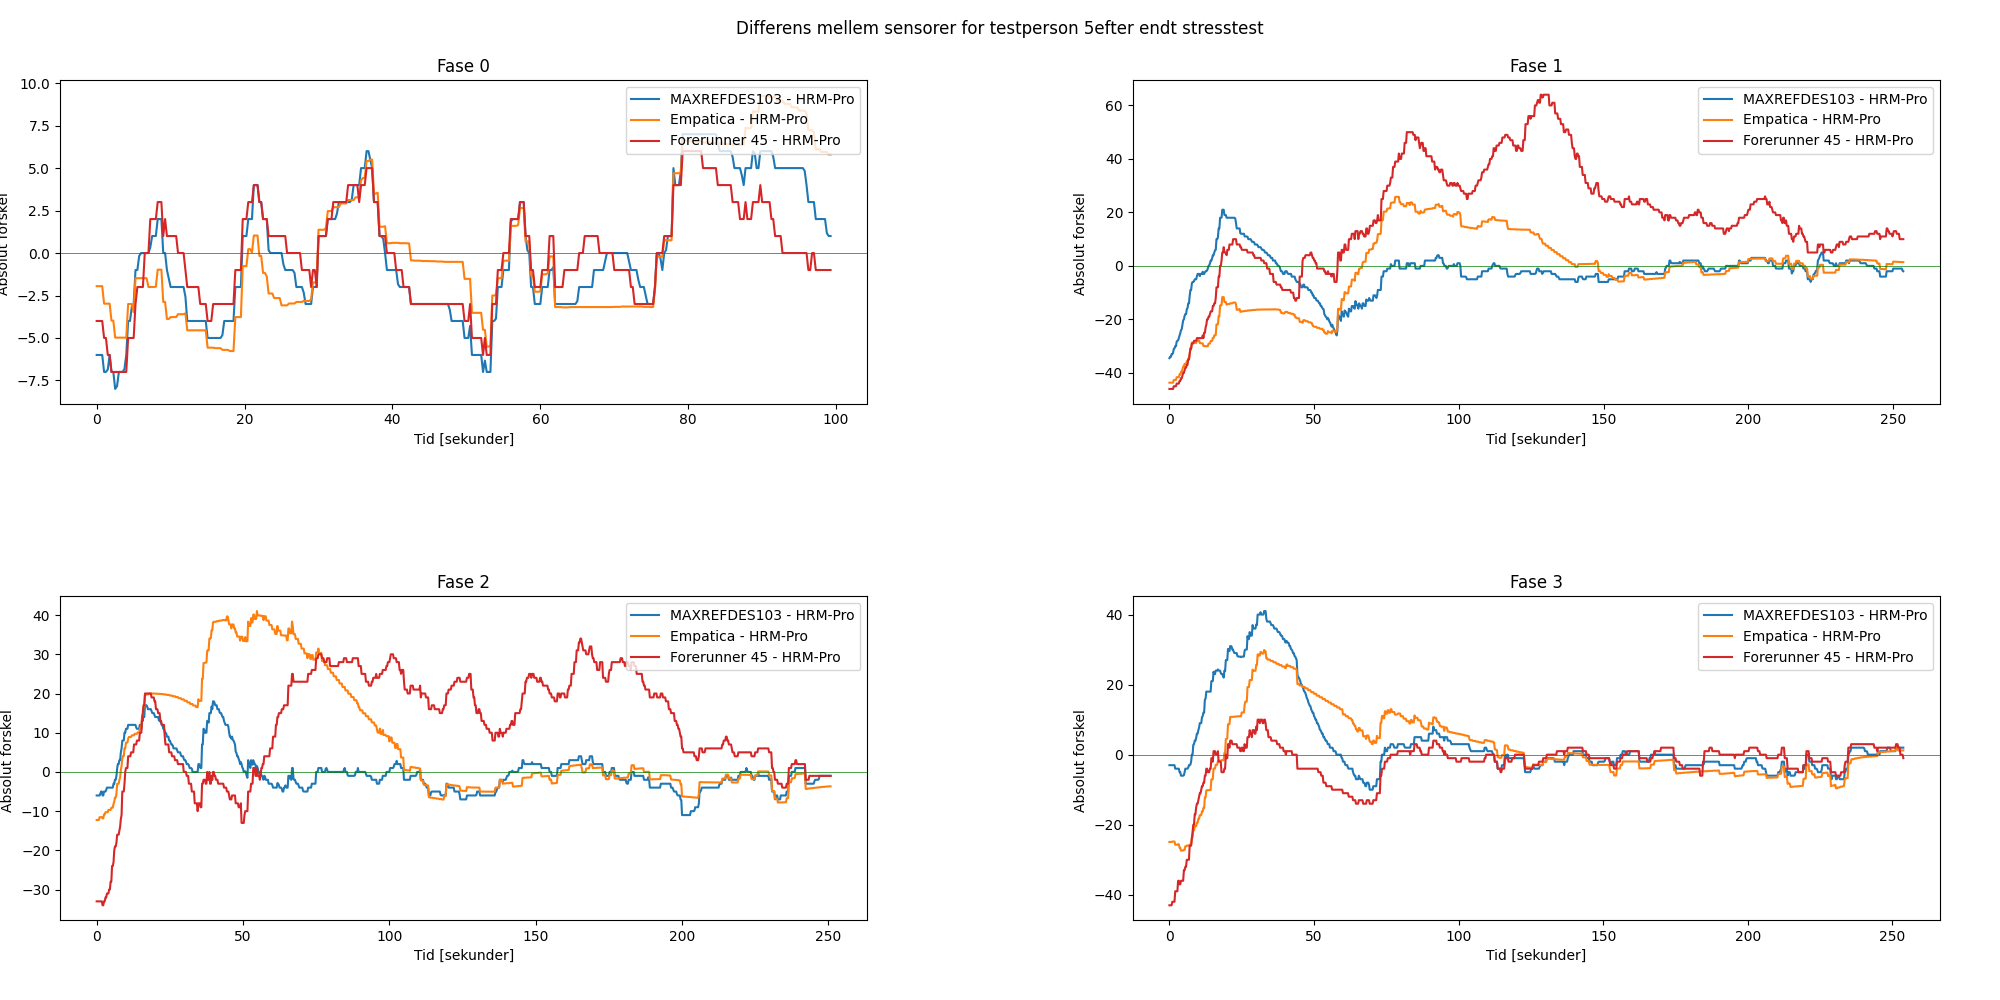 Differens mellem sensorer for testperson 5efter endt stresstest
Fase 0
10.0
7.5
5.0
2.5
0.0
−2.5
−5.0
−7.5
Absolut forskel
MAXREFDES103 - HRM-Pro
Empatica - HRM-Pro
Forerunner 45 - HRM-Pro
0 20 40 60 80 100
Tid [sekunder]
Fase 1
60
40
20
0
−20
−40
Absolut forskel
MAXREFDES103 - HRM-Pro
Empatica - HRM-Pro
Forerunner 45 - HRM-Pro
0 50 100 150 200 250
Tid [sekunder]
Fase 2
40
30
20
10
0
−10
−20
−30
Absolut forskel
MAXREFDES103 - HRM-Pro
Empatica - HRM-Pro
Forerunner 45 - HRM-Pro
0 50 100 150 200 250
Tid [sekunder]
Fase 3
40
20
0
−20
−40
Absolut forskel
MAXREFDES103 - HRM-Pro
Empatica - HRM-Pro
Forerunner 45 - HRM-Pro
0 50 100 150 200 250
Tid [sekunder]